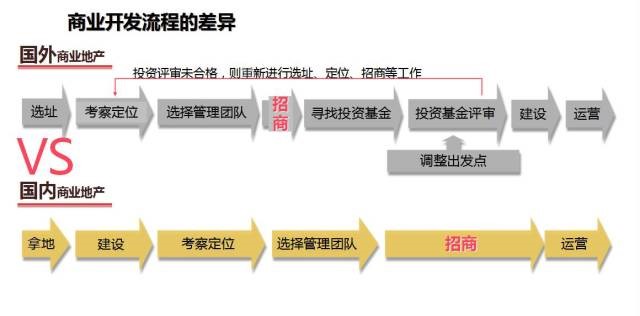 商业开发流程的差异
国外商业地产
投资评审未合格，则重新进行选址、定位、招商等工作
选址
考察定位
选择管理团队
招商
寻找投资基金
投资基金评审
建设
运营
调整出发点
VS
国内商业地产
拿地
建设
考察定位
选择管理团队
招商
运营